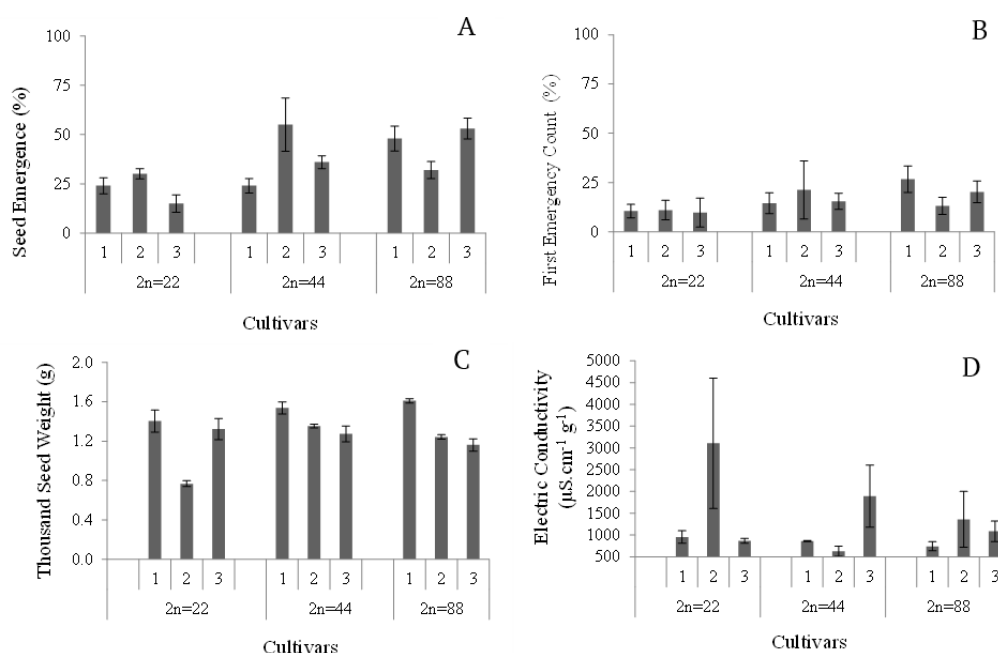 A
Seed Emergence (%)
100
75
50
25
0
1 2 3 1 2 3 1 2 3
2n=22 2n=44 2n=88
Cultivars
B
First Emergency Count (%)
100
75
50
25
0
1 2 3 1 2 3 1 2 3
2n=22 2n=44 2n=88
Cultivars
C
Thousand Seed Weight (g)
2.0
1.6
1.2
0.8
0.4
0.0
1 2 3 1 2 3 1 2 3
2n=22 2n=44 2n=88
Cultivars
D
Electric Conductivity
(µS.cm⁻¹ g⁻¹)
5000
4500
4000
3500
3000
2500
2000
1500
1000
500
1 2 3 1 2 3 1 2 3
2n=22 2n=44 2n=88
Cultivars